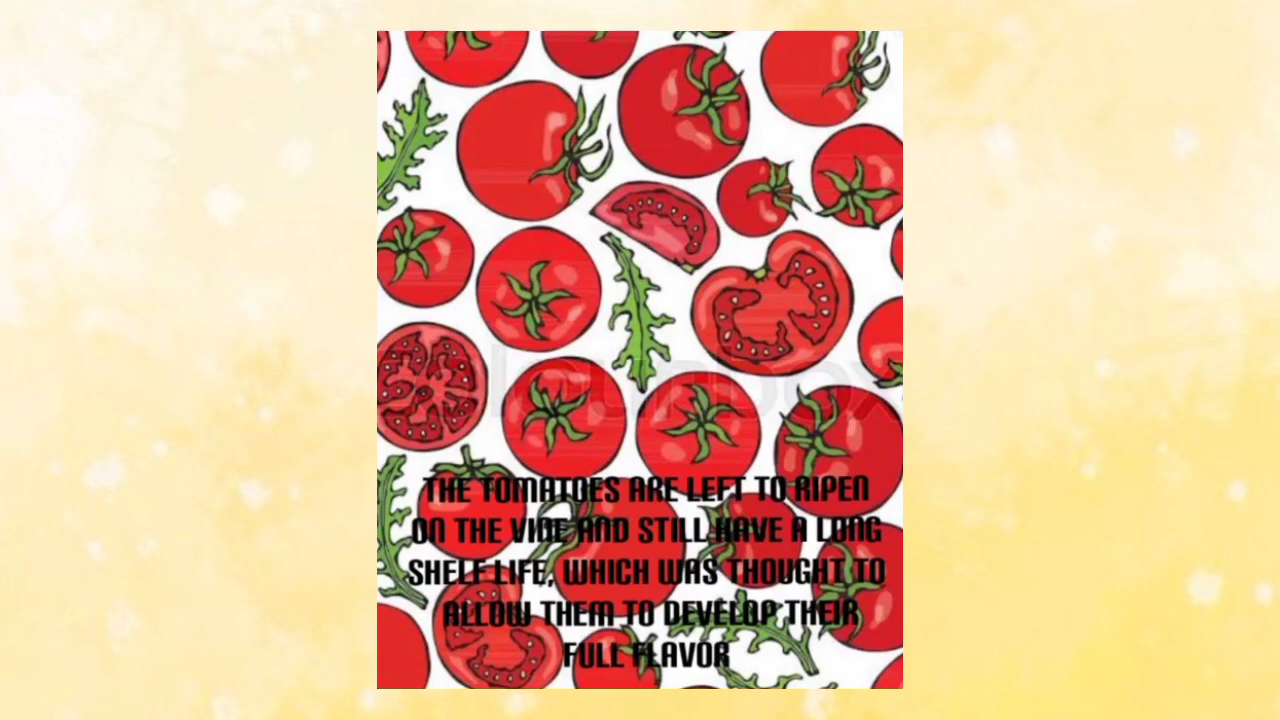 THE TOMATOES ARE LEFT TO RIPEN
ON THE VINE AND STILL HAVE A LONG
SHELF LIFE, WHICH WAS THOUGHT TO
ALLOW THEM TO DEVELOP THEIR
FULL FLAVOR